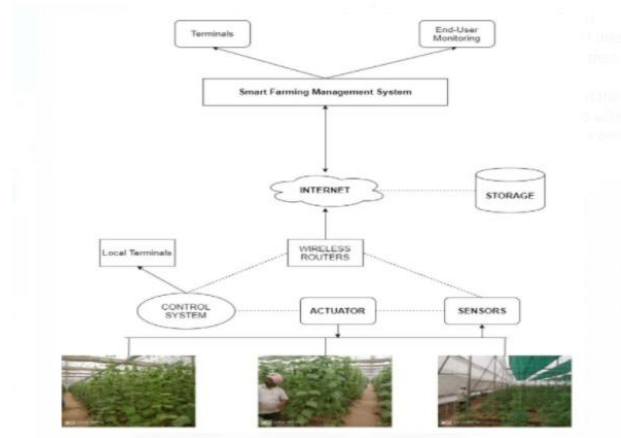 Terminals
End-User
Monitoring
Smart Farming Management System
INTERNET
STORAGE
Local Terminals
WIRELESS
ROUTERS
CONTROL
SYSTEM
ACTUATOR
SENSORS